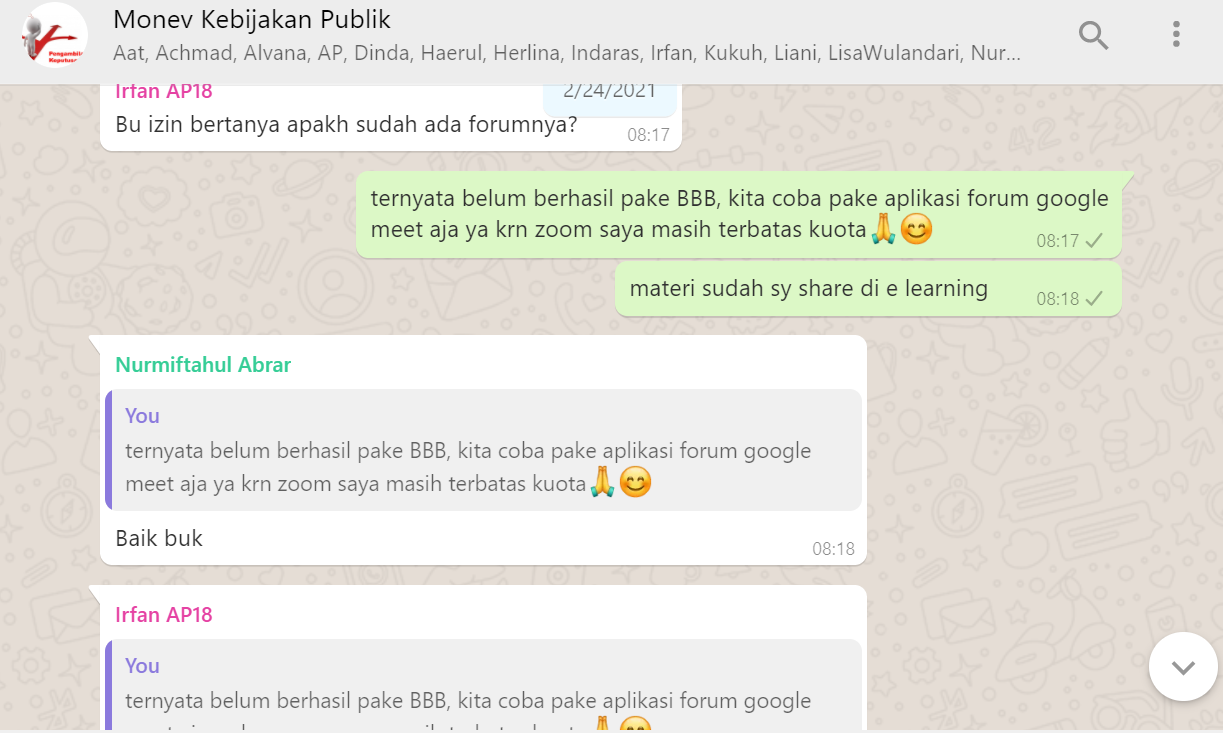 Monev Kebijakan Publik
Aat, Achmad, Alvana, AP, Dinda, Haerul, Herlina, Indaras, Irfan, Kukuh, Liani, LisaWulandari, Nur...
Irfan AP18
2/24/2021
Bu izin bertanya apakh sudah ada forumnya?
08:17
ternyata belum berhasil pake BBB, kita coba pake aplikasi forum google
meet aja ya krn zoom saya masih terbatas kuota🙏😊
08:17
materi sudah sy share di e learning
08:18
Nurmiftahul Abrar
You
ternyata belum berhasil pake BBB, kita coba pake aplikasi forum google
meet aja ya krn zoom saya masih terbatas kuota🙏😊
Baik buk
08:18
Irfan AP18
You
ternyata belum berhasil pake BBB, kita coba pake aplikasi forum google